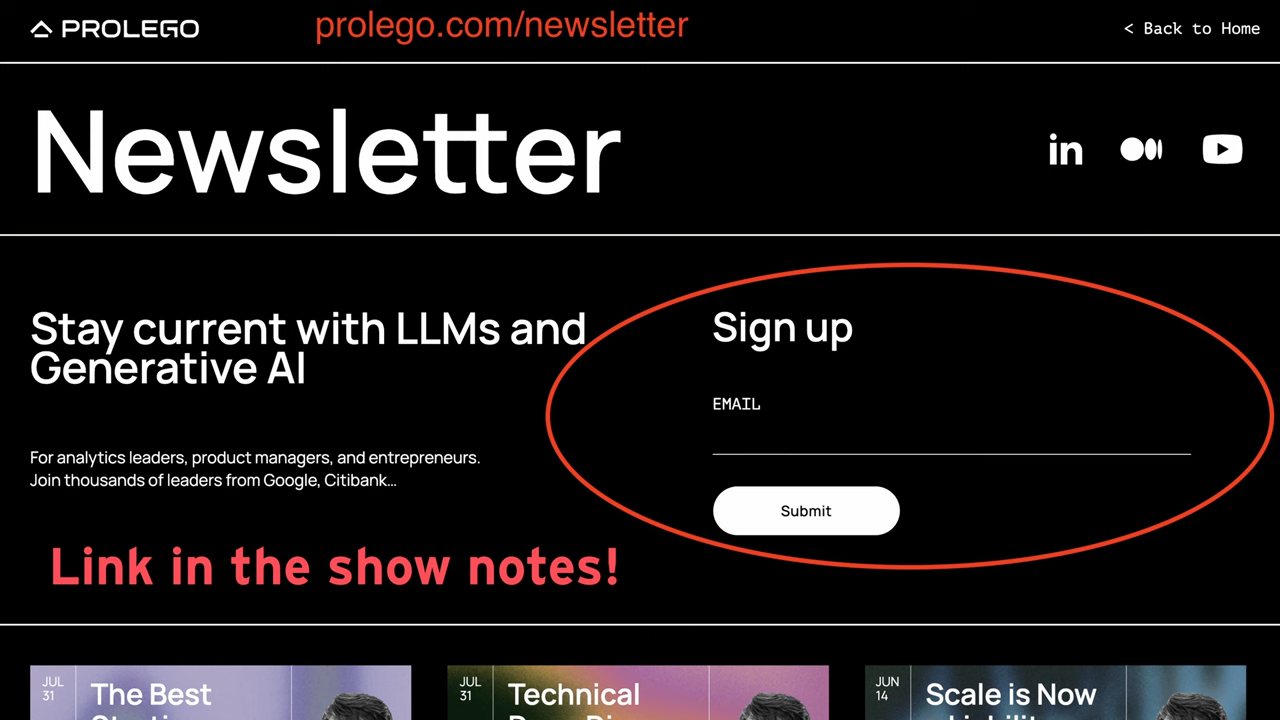 PROLEGO
prolego.com/newsletter
< Back to Home
Newsletter
in
Stay current with LLMs and
Generative AI
For analytics leaders, product managers, and entrepreneurs.
Join thousands of leaders from Google, Citibank...
Link in the show notes!
Sign up
EMAIL
Submit
JUL
31
The Best
JUL
31
Technical
JUN
14
Scale is Now